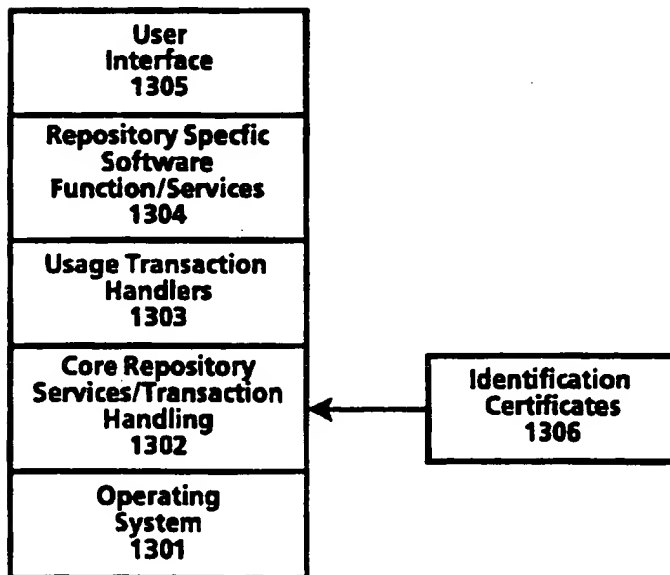 User
Interface
1305
Repository Specfic
Software
Function/Services
1304
Usage Transaction
Handlers
1303
Core Repository
Services/Transaction
Handling
1302
Identification
Certificates
1306
Operating
System
1301